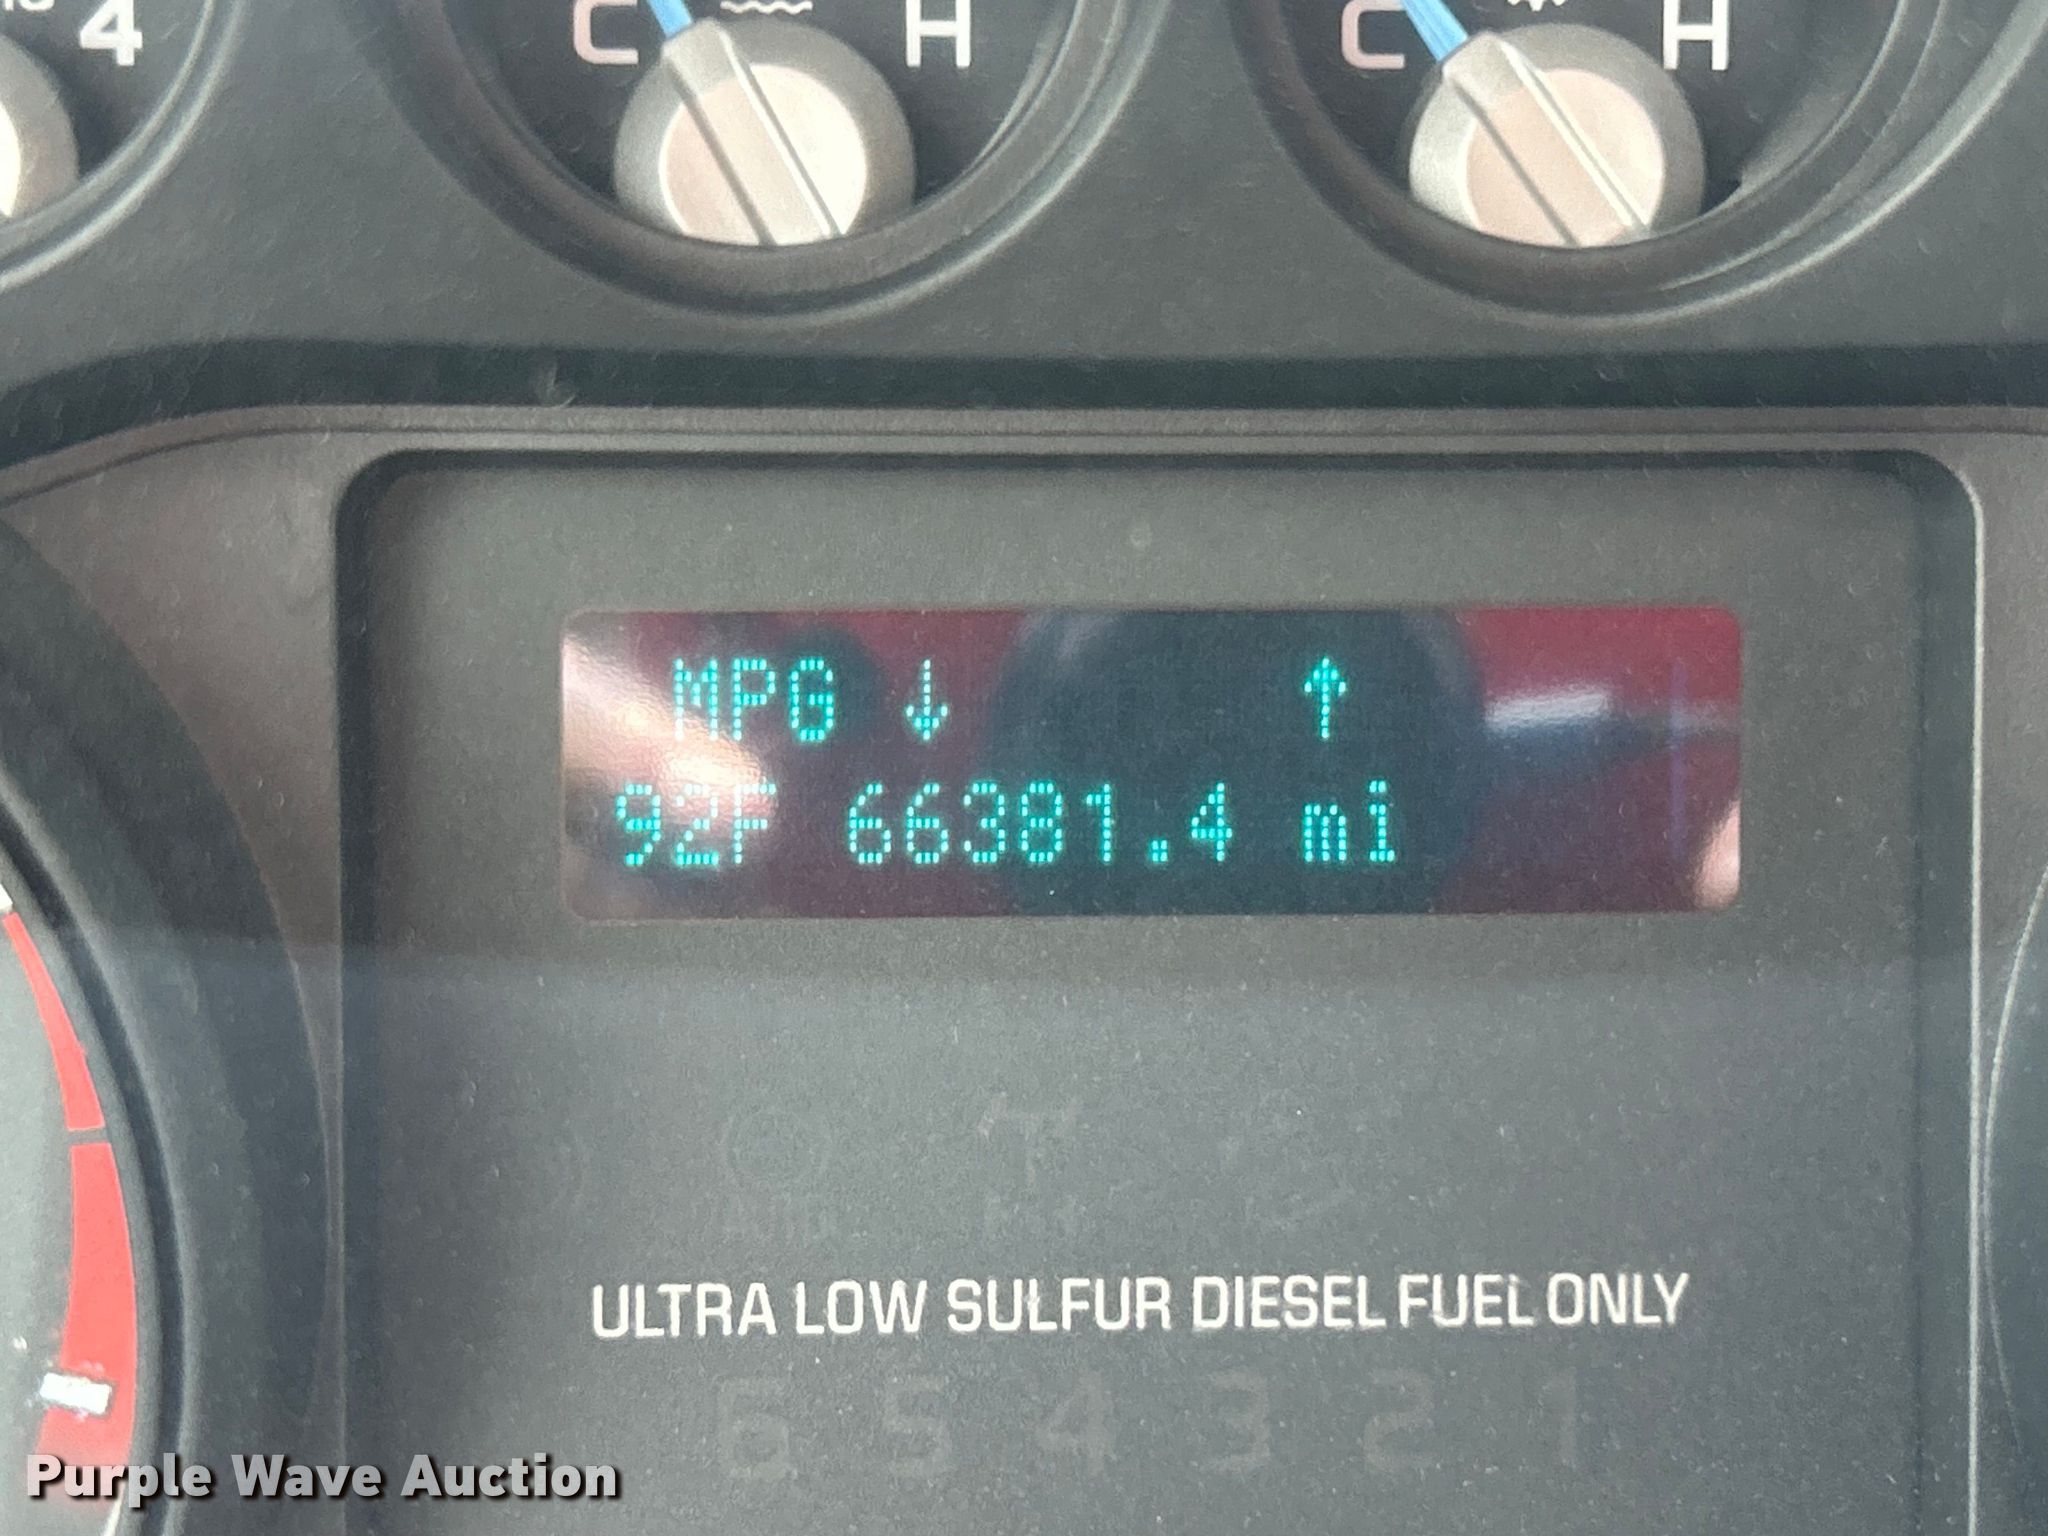 4
C H
C H
MPG ↓ ↑
92F 66381.4 mi
ULTRA LOW SULFUR DIESEL FUEL ONLY
6 5 4 3 2 1
Purple Wave Auction